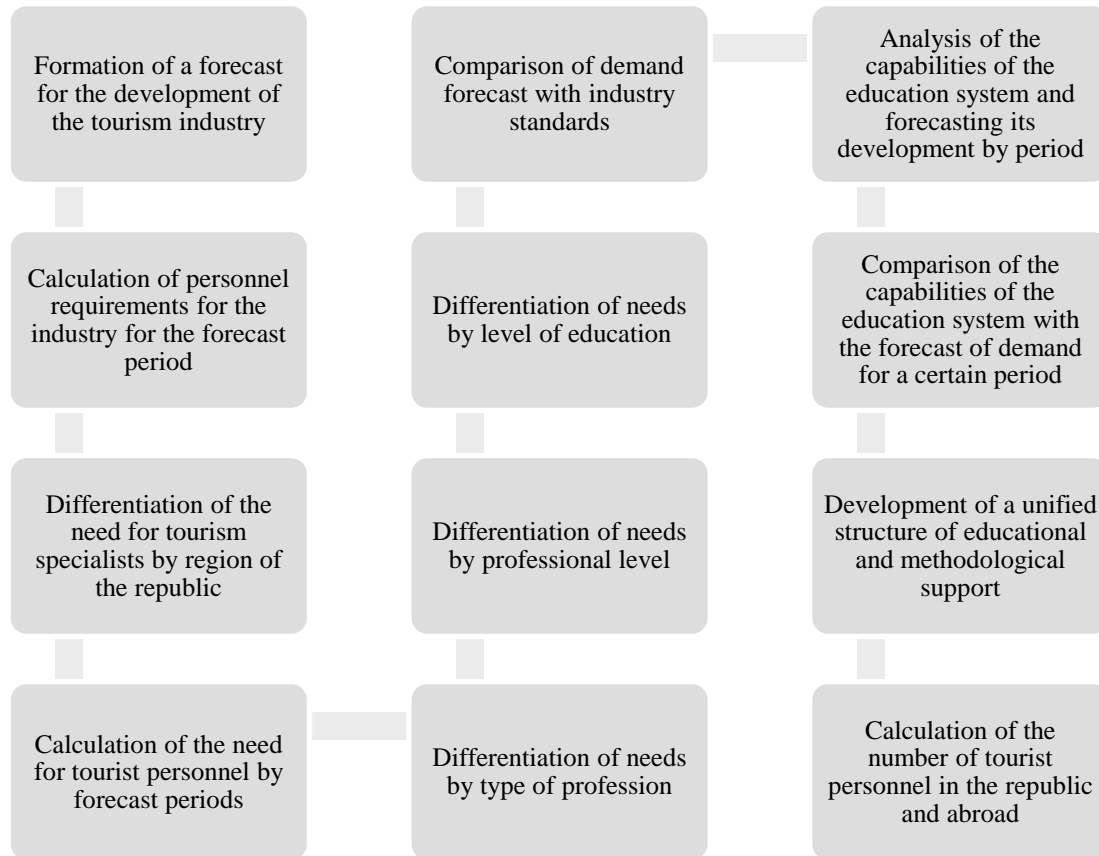 Formation of a forecast
for the development of
the tourism industry
Calculation of personnel
requirements for the
industry for the forecast
period
Differentiation of the
need for tourism
specialists by region of
the republic
Calculation of the need
for tourist personnel by
forecast periods
Differentiation of needs
by type of profession
Differentiation of needs
by professional level
Differentiation of needs
by level of education
Comparison of demand
forecast with industry
standards
Analysis of the
capabilities of the
education system and
forecasting its
development by period
Comparison of the
capabilities of the
education system with
the forecast of demand
for a certain period
Development of a unified
structure of educational
and methodological
support
Calculation of the
number of tourist
personnel in the republic
and abroad